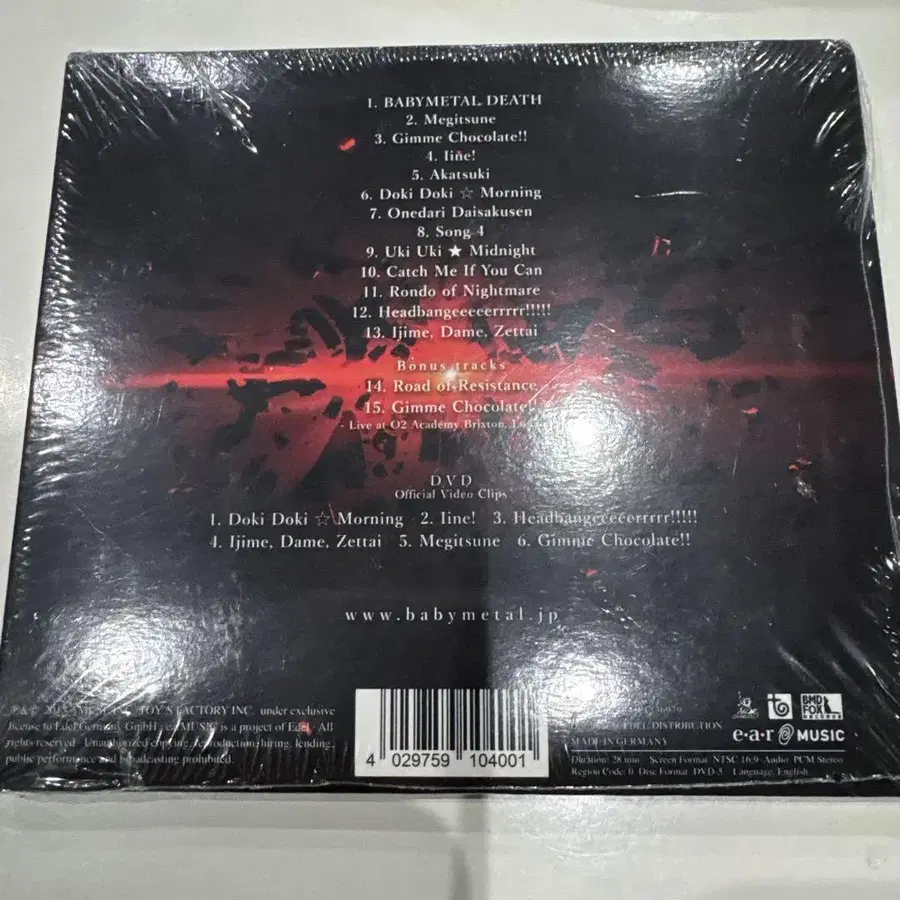 1. BABYMETAL DEATH
2. Megitsune
3. Gimme Chocolate!!
4. Iine!
5. Akatsuki
6. Doki Doki ☆ Morning
7. Onedari Daisakusen
8. Song 4
9. Uki Uki ★ Midnight
10. Catch Me If You Can
11. Rondo of Nightmare
12. Headbangeeeeerrrrr!!!!!
13. Ijime, Dame, Zettai
Bonus tracks
14. Road of Resistance
15. Gimme Chocolate!
- Live at O2 Academy Brixton,
DVD
Official Video Clips
1. Doki Doki ☆ Morning 2. Iine! 3. Headbangeeeeerrrrr!!!!!
4. Ijime, Dame, Zettai 5. Megitsune 6. Gimme Chocolate!!
www.babymetal.jp
TOY'S FACTORY INC. under exclusive
license to Edel Germany GmbH is a project of Edel. All
rights reserved. Unauthorized copying, reproduction, hiring, lending,
public performance and broadcasting prohibited.
4 029759 104001
BMD
FOX
RECORDS
EDEL DISTRIBUTION
MADE IN GERMANY
e·a·r MUSIC
Duration: 28 min Screen Format NTSC 16:9 Audio PCM Stereo
Region Code: 0 Disc Format DVD-5 Language: English